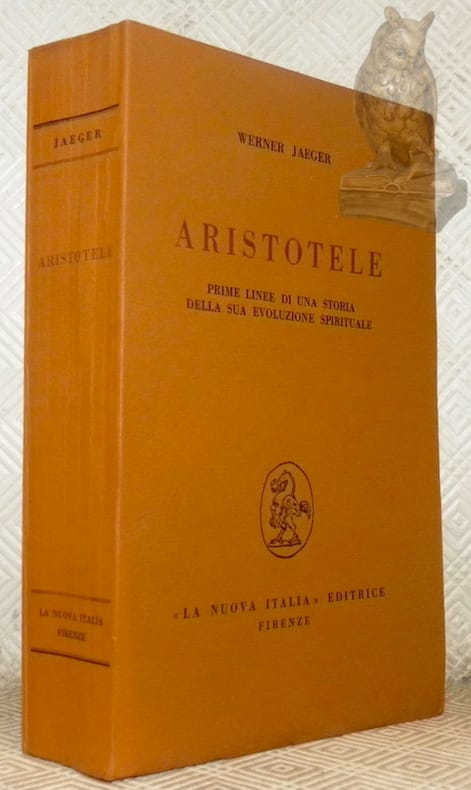 JAEGER
ARISTOTELE
LA NUOVA ITALIA
FIRENZE
WERNER JAEGER
ARISTOTELE
PRIME LINEE DI UNA STORIA
DELLA SUA EVOLUZIONE SPIRITUALE
«LA NUOVA ITALIA» EDITRICE
FIRENZE